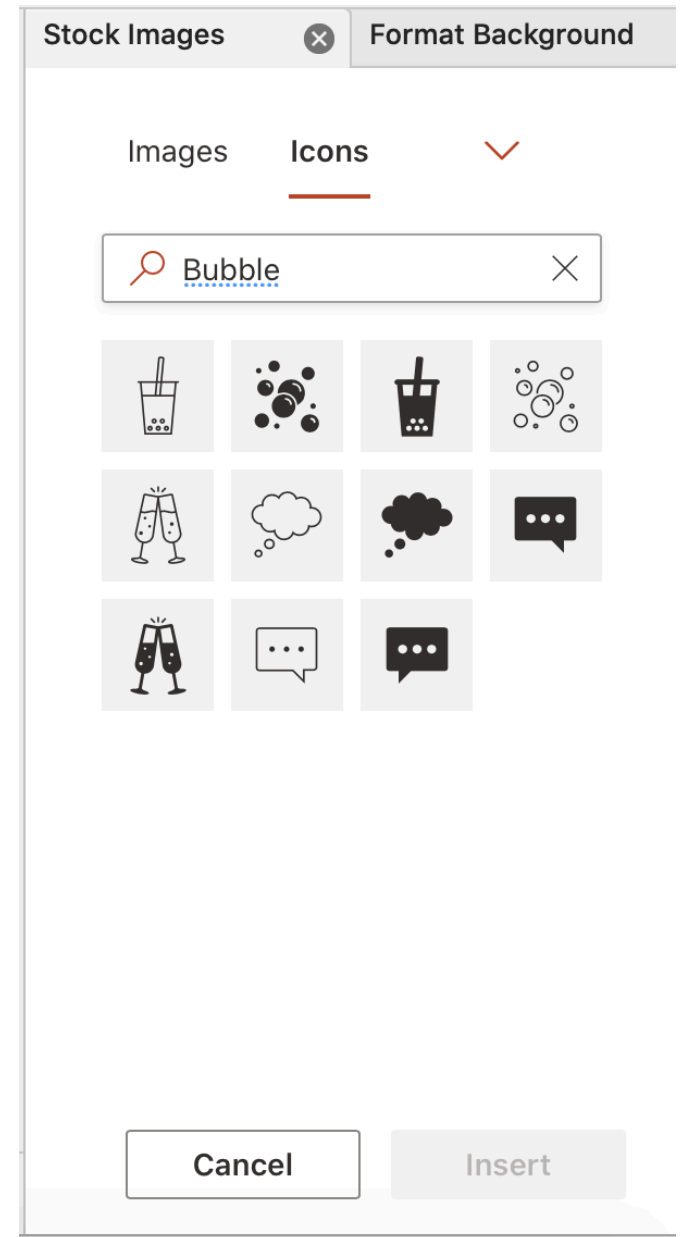 Stock Images
Format Background
Images
Icons
Bubble
Cancel
Insert